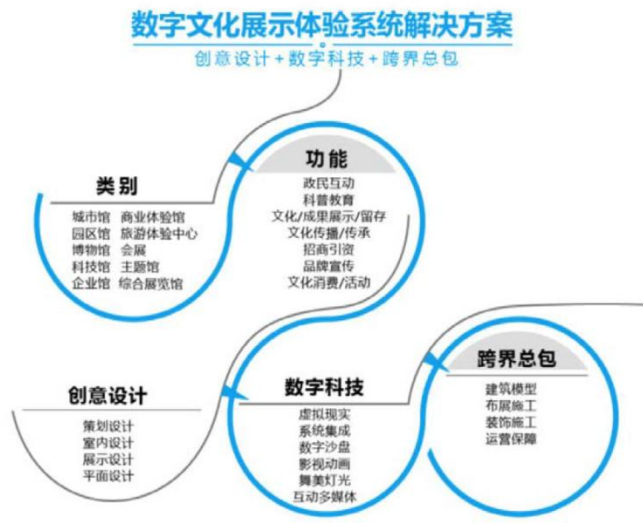 数字文化展示体验系统解决方案
创意设计+数字科技+跨界总包
类别
城市馆 商业体验馆
园区馆 旅游体验中心
博物馆 会展
科技馆 主题馆
企业馆 综合展览馆
功能
政民互动
科普教育
文化/成果展示/留存
文化传播/传承
招商引资
品牌宣传
文化消费/活动
创意设计
策划设计
室内设计
展示设计
平面设计
数字科技
虚拟现实
系统集成
数字沙盘
影视动画
舞美灯光
互动多媒体
跨界总包
建筑模型
布展施工
装饰施工
运营保障